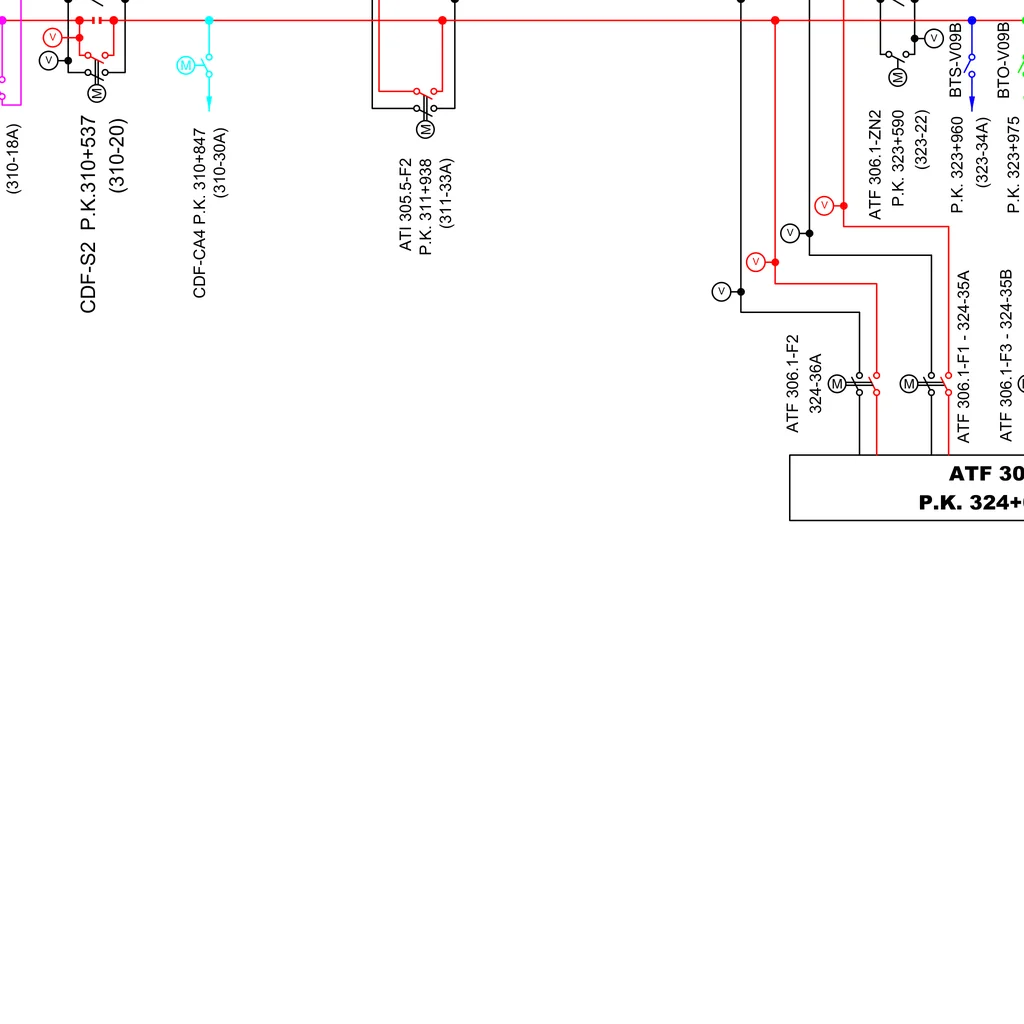 (310-18A)
CDF-S2 P.K.310+537
(310-20)
CDF-CA4 P.K. 310+847
(310-30A)
ATI 305.5-F2
P.K. 311+938
(311-33A)
ATF 306.1-F2
324-36A
ATF 306.1-ZN2
P.K. 323+590
(323-22)
BTS-V09B
P.K. 323+960
(323-34A)
BTO-V09B
P.K. 323+975
ATF 306.1-F1 - 324-35A
ATF 306.1-F3 - 324-35B
V
V
M
M
M
V
M
V
V
V
V
M
M
ATF 30
P.K. 324+